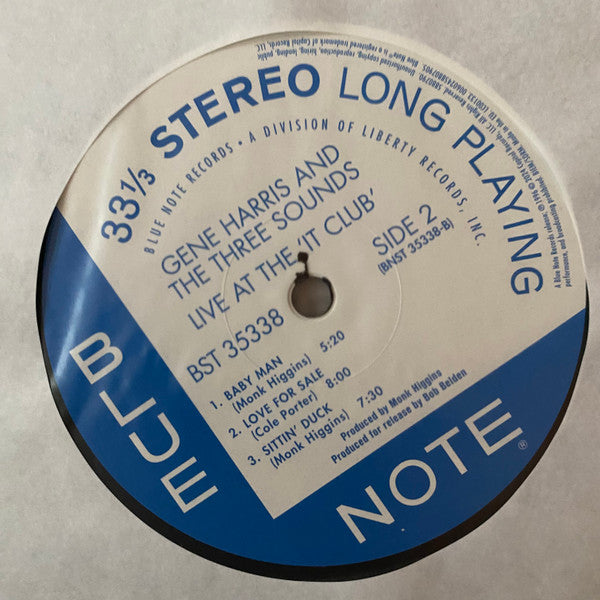 33 1/3 STEREO LONG PLAYING
BLUE NOTE RECORDS • A DIVISION OF LIBERTY RECORDS, INC.
GENE HARRIS AND
THE THREE SOUNDS
LIVE AT THE 'IT CLUB'
BST 35338
SIDE 2
(BNST 35338-B)
1. BABY MAN 5:20
(Monk Higgins)
2. LOVE FOR SALE 8:00
(Cole Porter)
3. SITTIN' DUCK 7:30
(Monk Higgins)
Produced by Monk Higgins
Produced for release by Bob Belden
BLUE
NOTE®